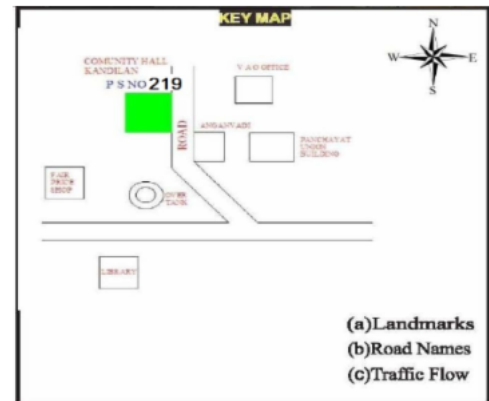 KEY MAP
N
W
E
S
COMUNITY HALL
KANDILAN
P S NO 219
V A O OFFICE
ROAD
ANGANVADI
PANCHAYAT
UNION
BUILDING
FAIR
PRICE
SHOP
OVER
TANK
LIBRARY
(a)Landmarks
(b)Road Names
(c)Traffic Flow